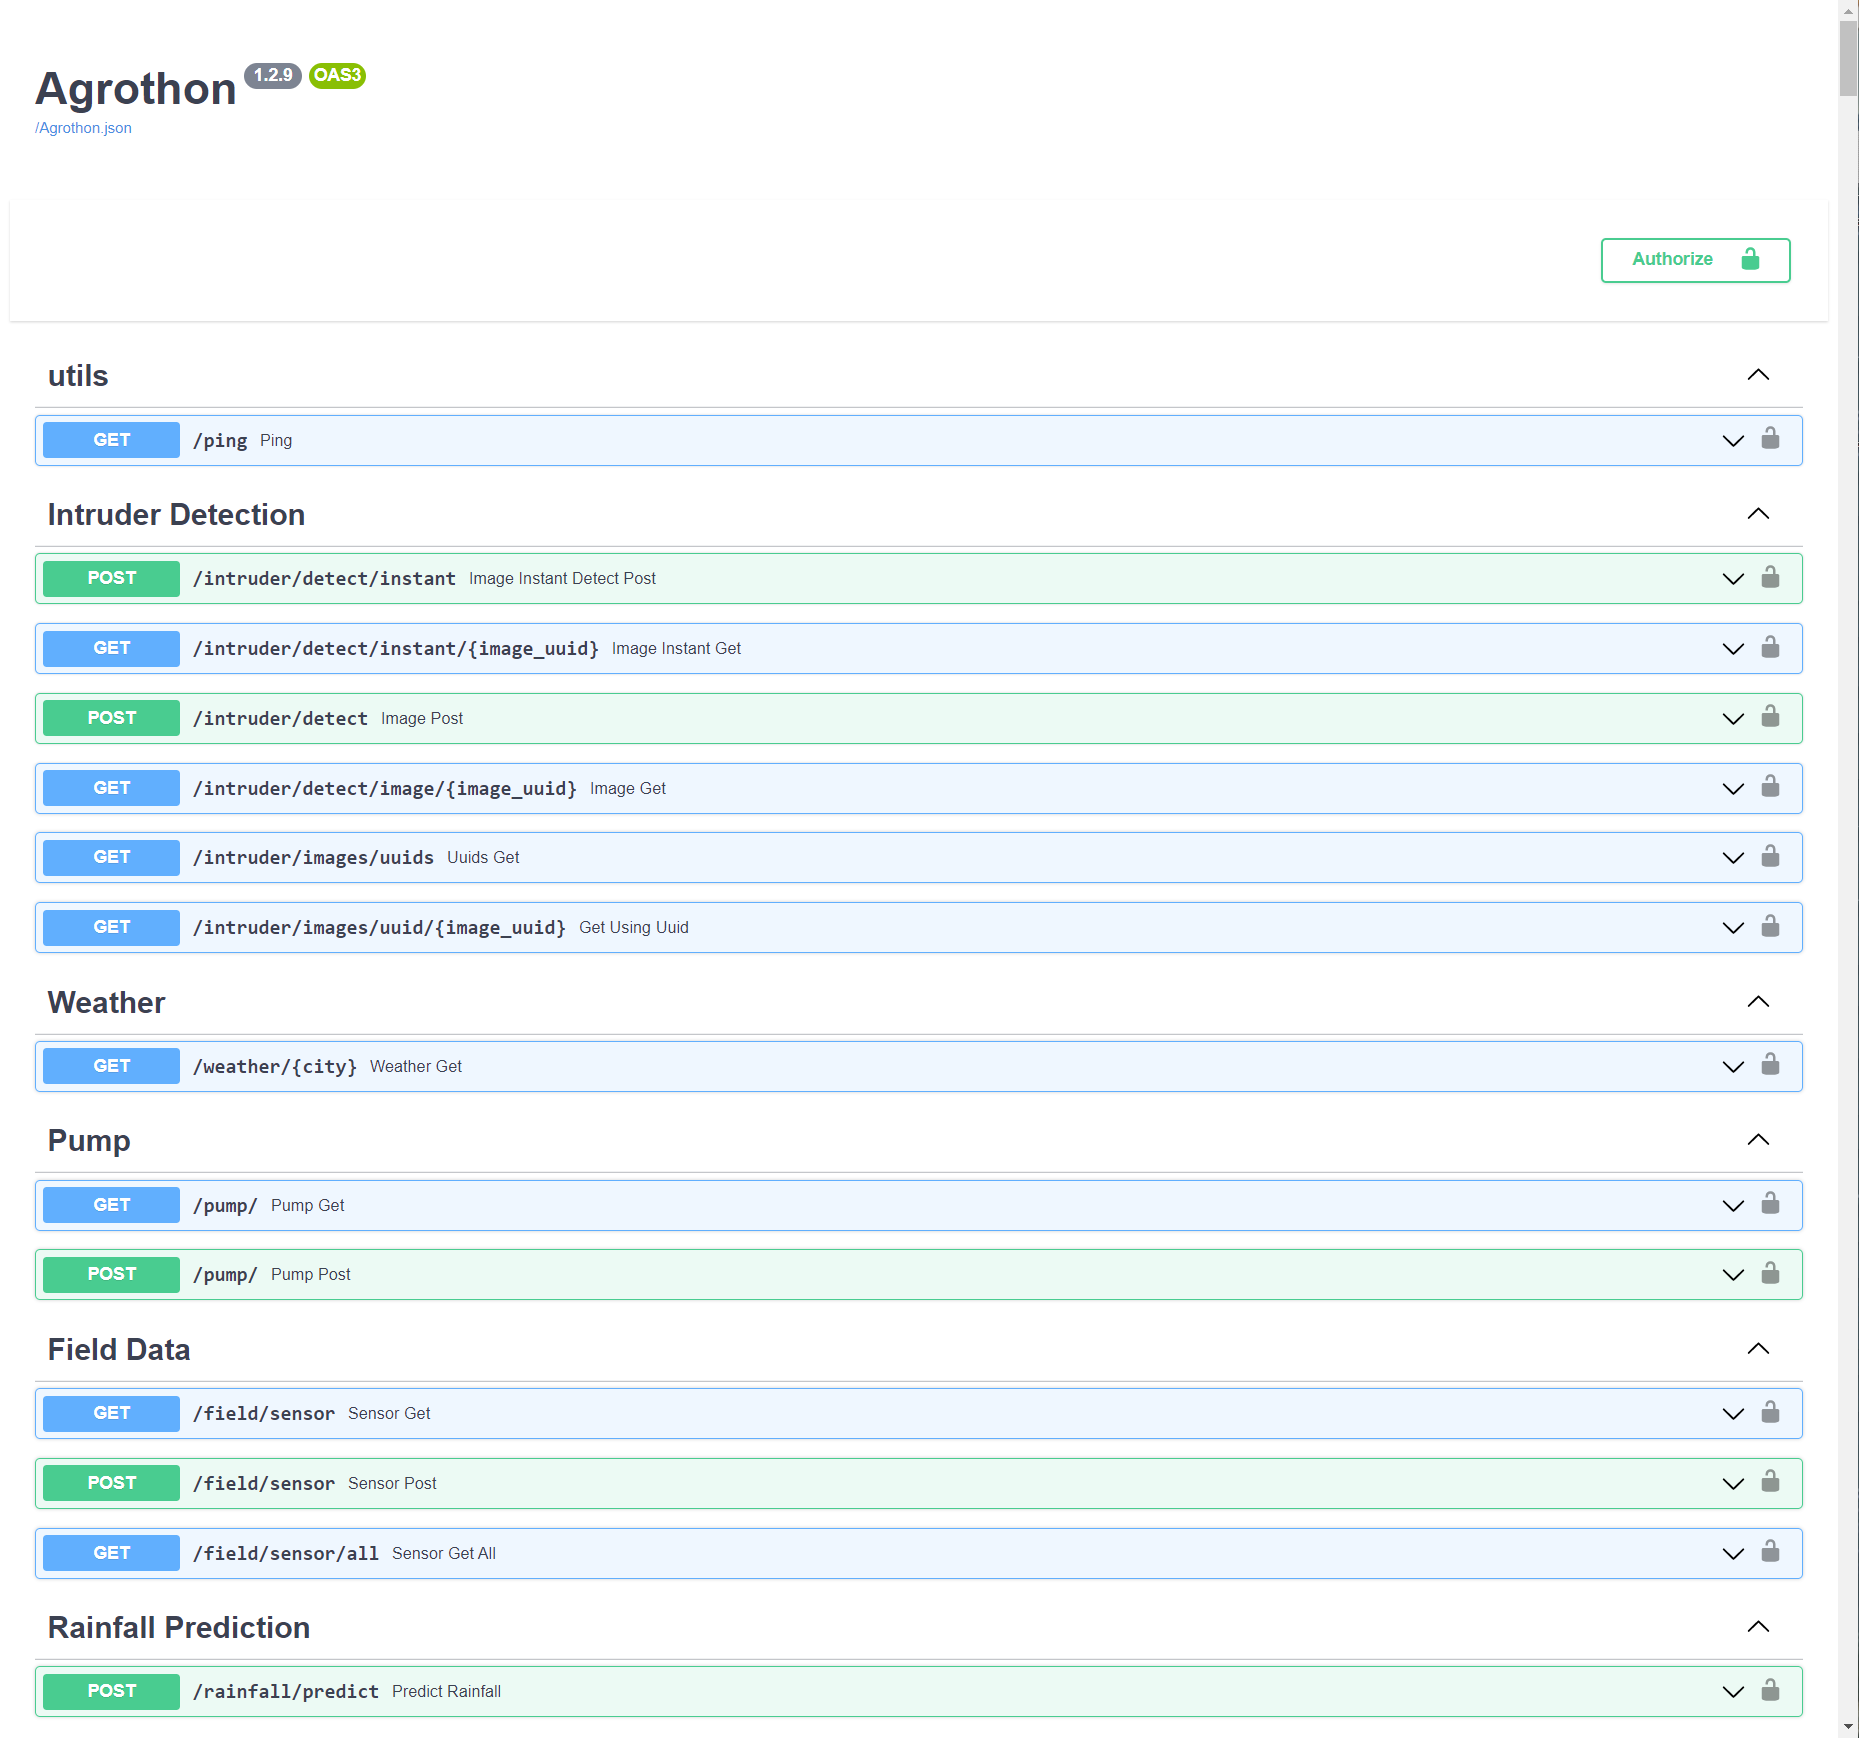 Agrothon 1.2.9 OAS3
/Agrothon.json
Authorize
utils
GET /ping Ping
Intruder Detection
POST /intruder/detect/instant Image Instant Detect Post
GET /intruder/detect/instant/{image_uuid} Image Instant Get
POST /intruder/detect Image Post
GET /intruder/detect/image/{image_uuid} Image Get
GET /intruder/images/uuids Uuids Get
GET /intruder/images/uuid/{image_uuid} Get Using Uuid
Weather
GET /weather/{city} Weather Get
Pump
GET /pump/ Pump Get
POST /pump/ Pump Post
Field Data
GET /field/sensor Sensor Get
POST /field/sensor Sensor Post
GET /field/sensor/all Sensor Get All
Rainfall Prediction
POST /rainfall/predict Predict Rainfall